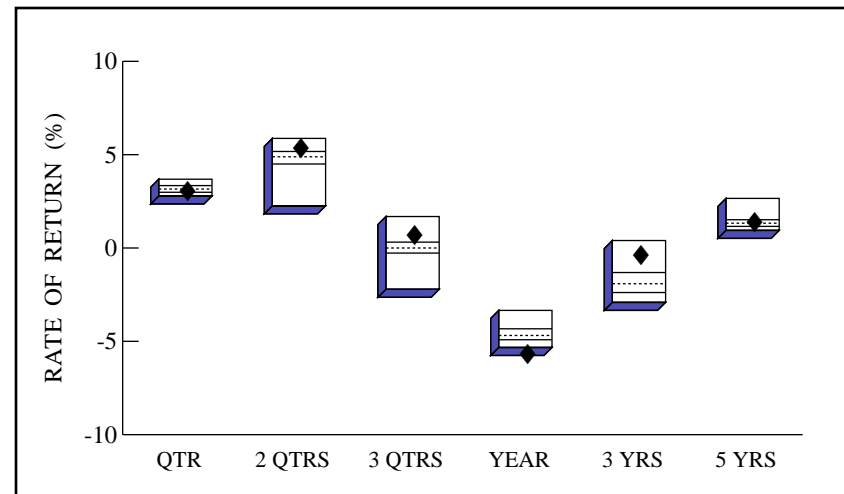 10
5
0
-5
-10
RATE OF RETURN (%)
QTR 2 QTRS 3 QTRS YEAR 3 YRS 5 YRS